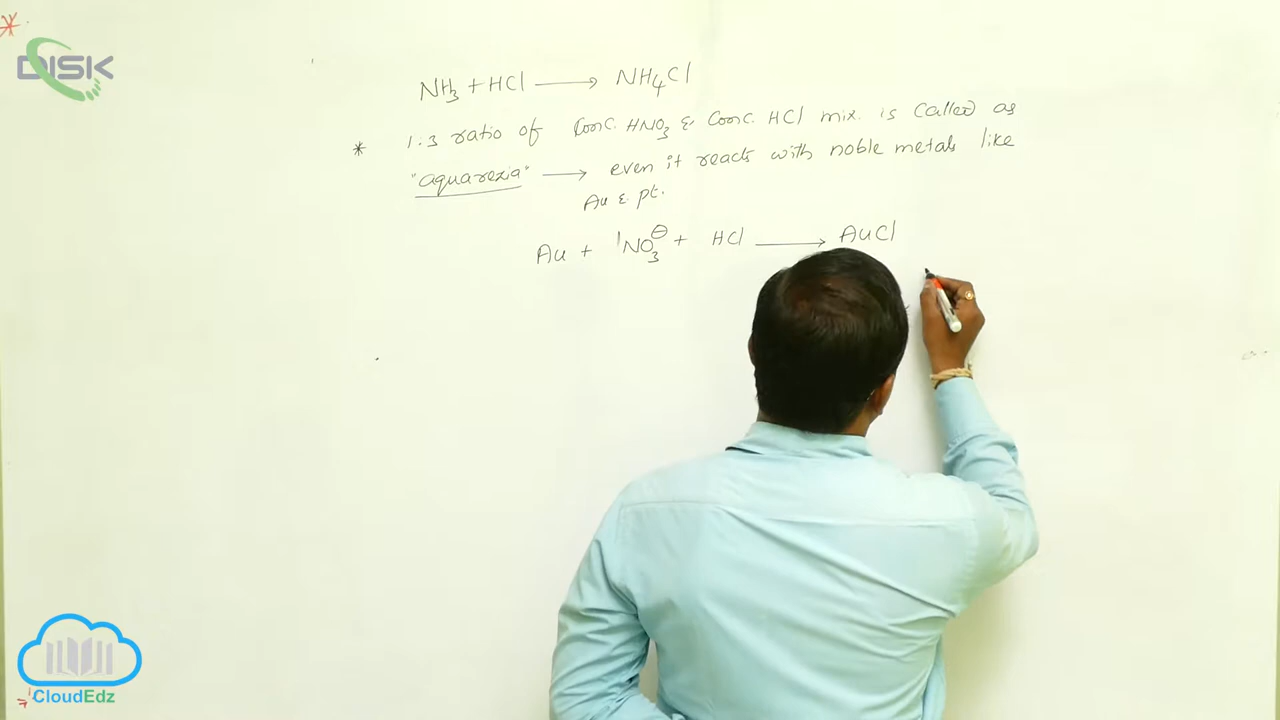 DISK
NH₃ + HCl ⟶ NH₄Cl
* 1:3 ratio of Conc. HNO₃ & Conc. HCl mix. is called as
"aquarezia" ⟶ even it reacts with noble metals like
Au & pt.
Au + NO₃⊖ + HCl ⟶ AuCl
CloudEdz